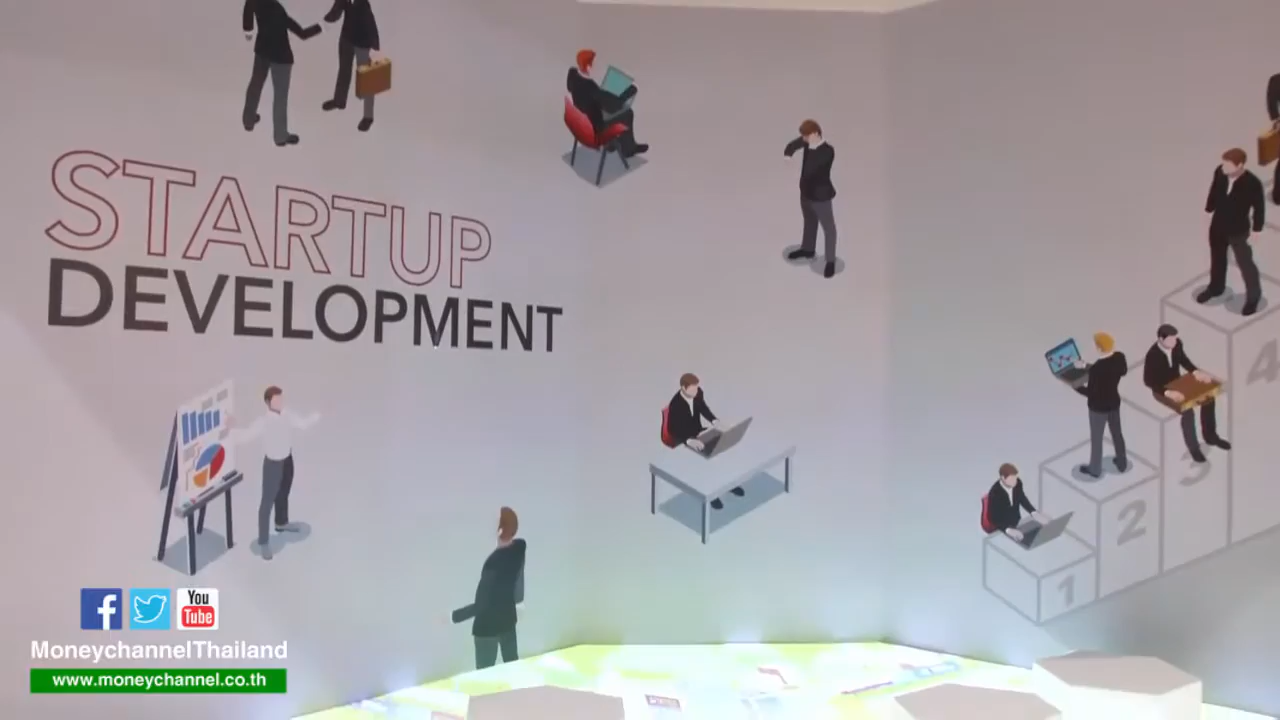 STARTUP
DEVELOPMENT
4
3
2
1
You
Tube
MoneychannelThailand
www.moneychannel.co.th